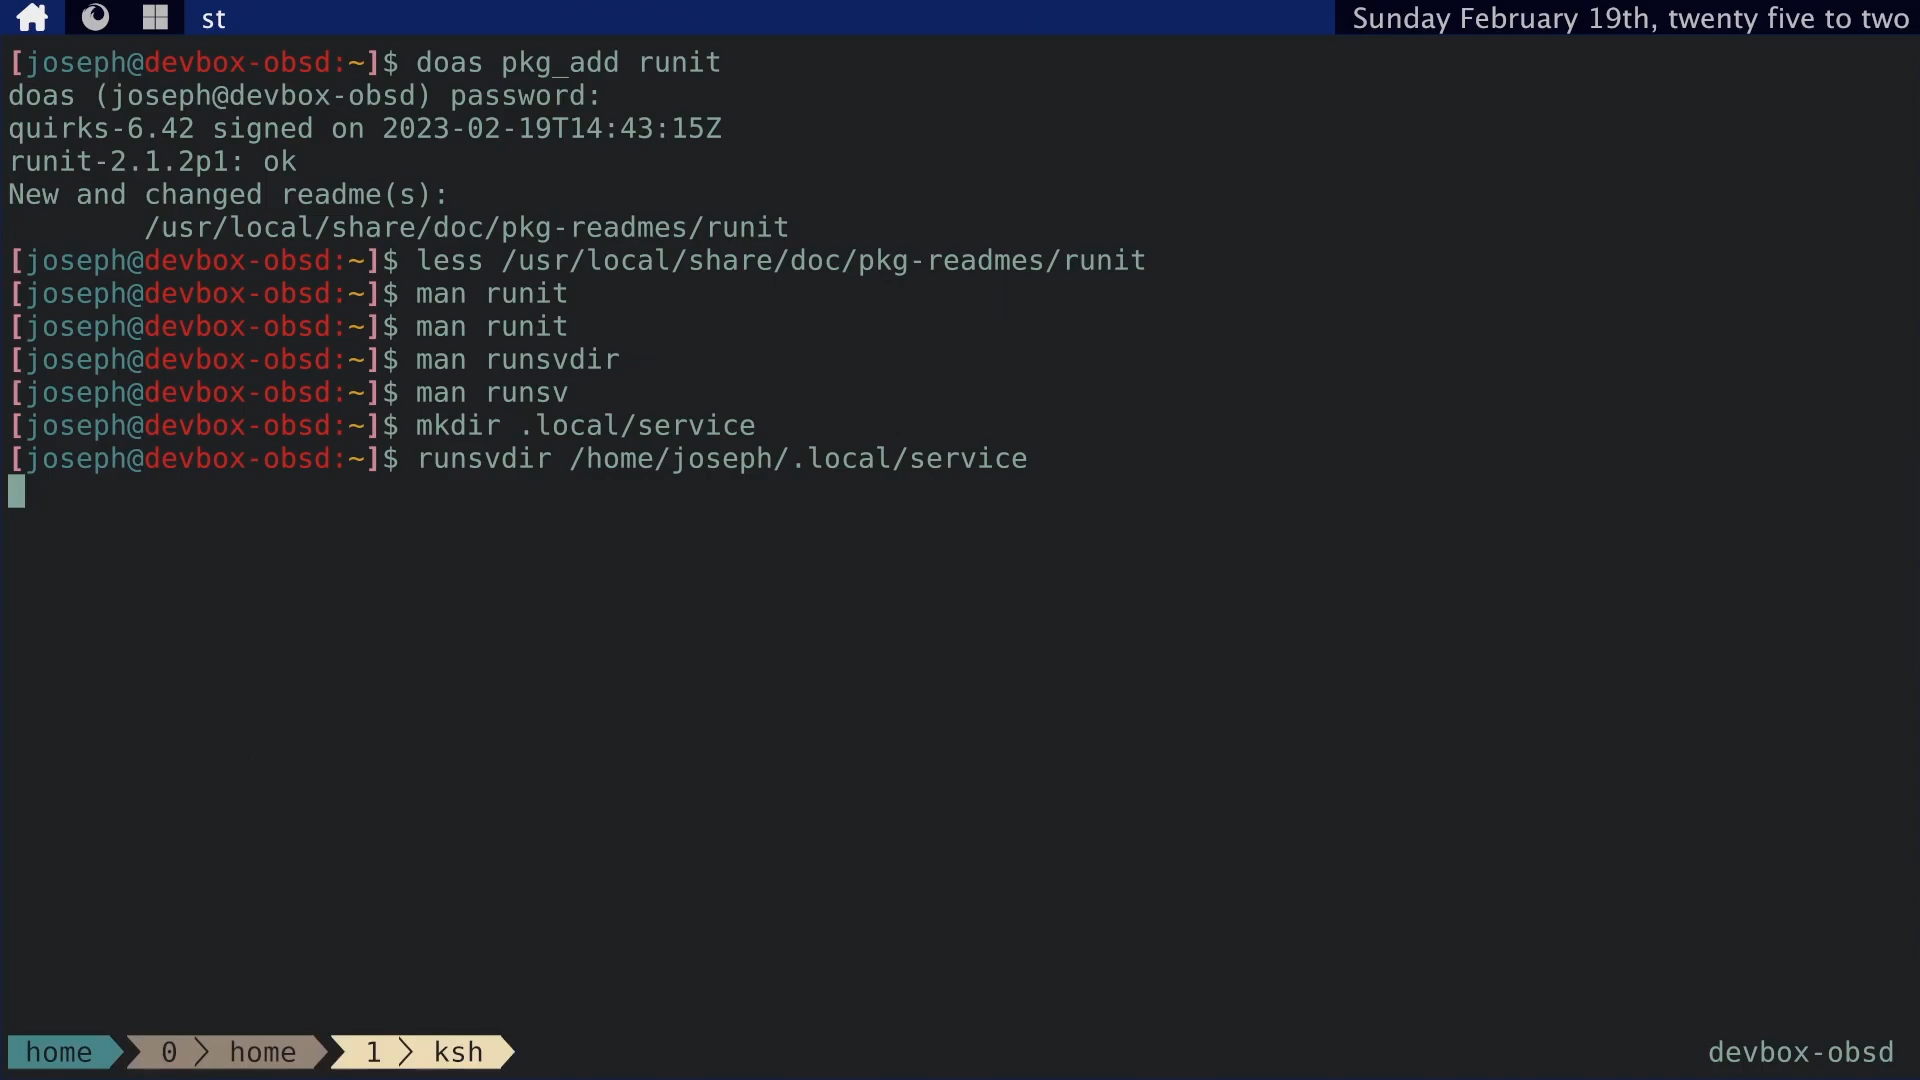 st
Sunday February 19th, twenty five to two
[joseph@devbox-obsd:~]$ doas pkg_add runit
doas (joseph@devbox-obsd) password:
quirks-6.42 signed on 2023-02-19T14:43:15Z
runit-2.1.2p1: ok
New and changed readme(s):
/usr/local/share/doc/pkg-readmes/runit
[joseph@devbox-obsd:~]$ less /usr/local/share/doc/pkg-readmes/runit
[joseph@devbox-obsd:~]$ man runit
[joseph@devbox-obsd:~]$ man runit
[joseph@devbox-obsd:~]$ man runsvdir
[joseph@devbox-obsd:~]$ man runsv
[joseph@devbox-obsd:~]$ mkdir .local/service
[joseph@devbox-obsd:~]$ runsvdir /home/joseph/.local/service
home 0 home 1 ksh
devbox-obsd